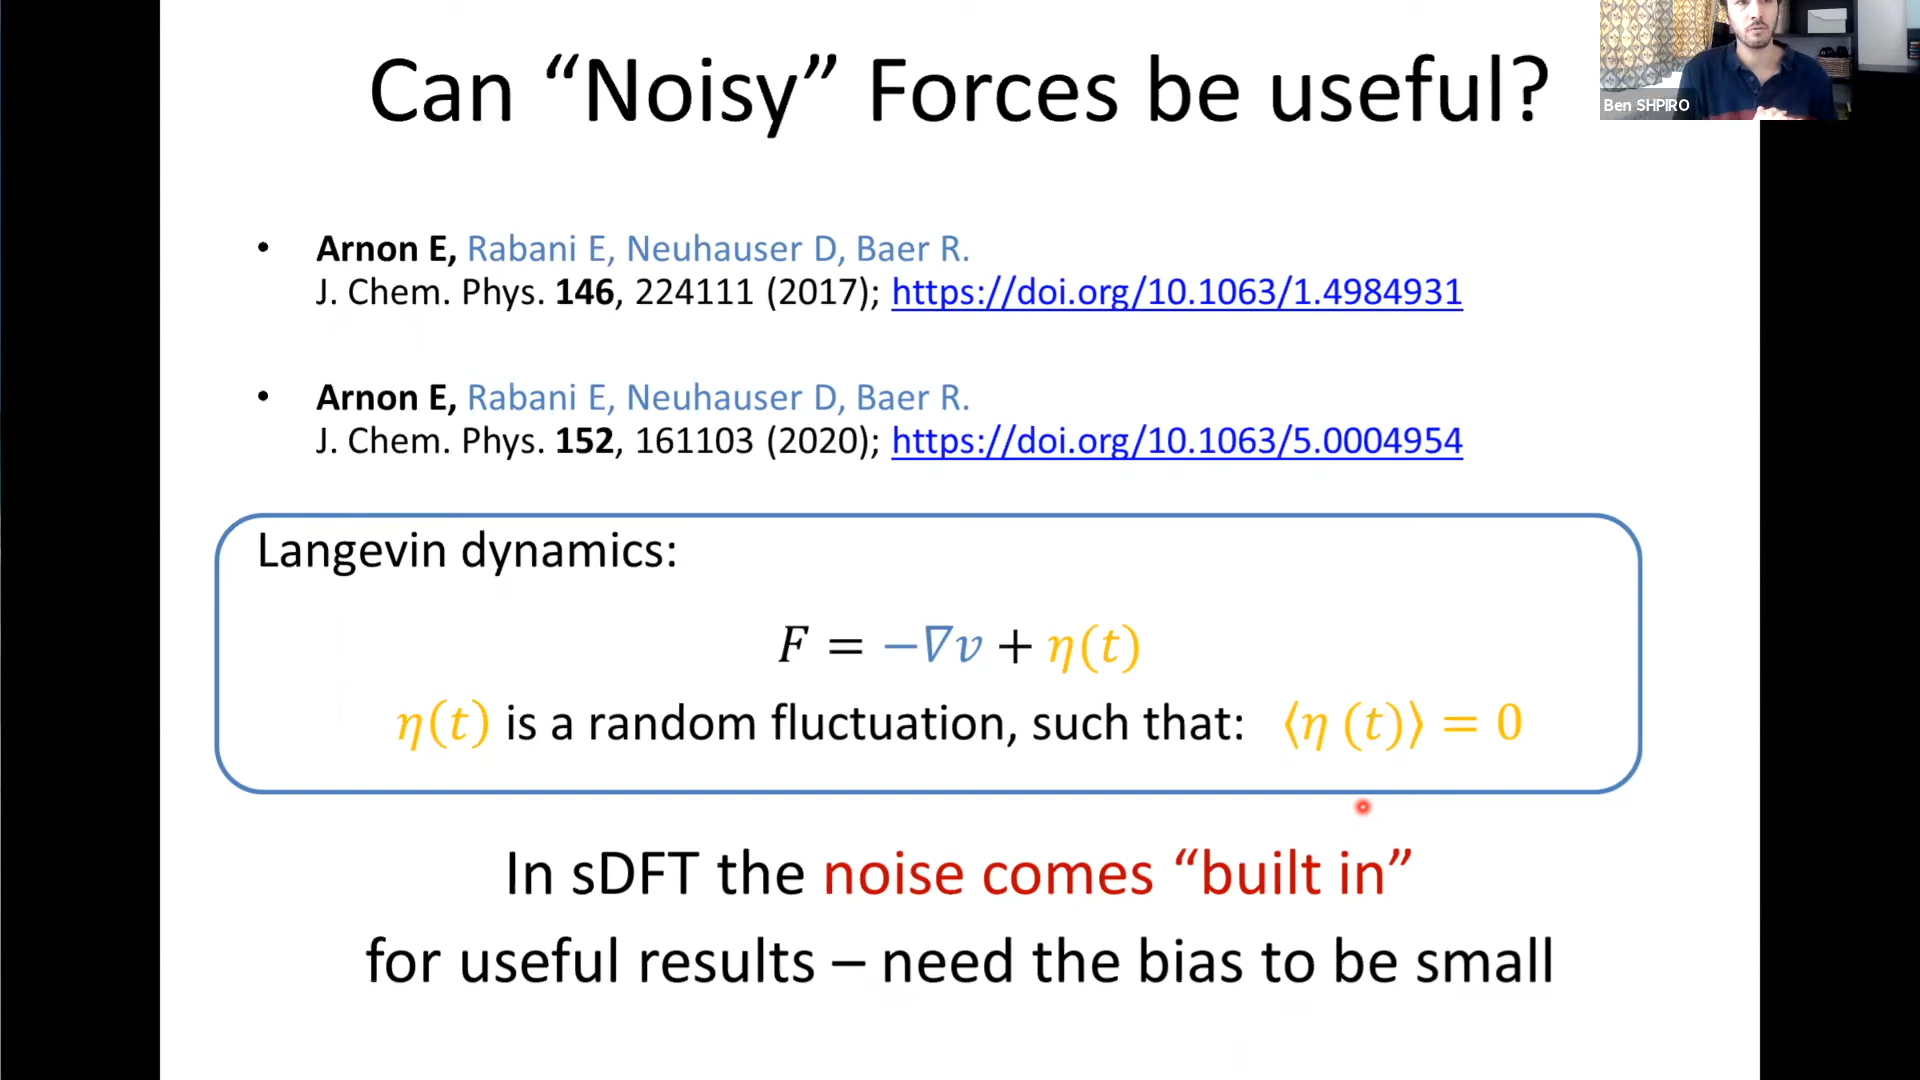 Can “Noisy” Forces be useful?
Ben SHPIRO
• Arnon E, Rabani E, Neuhauser D, Baer R.
J. Chem. Phys. 146, 224111 (2017); https://doi.org/10.1063/1.4984931
• Arnon E, Rabani E, Neuhauser D, Baer R.
J. Chem. Phys. 152, 161103 (2020); https://doi.org/10.1063/5.0004954
Langevin dynamics:
F = −∇v + η(t)
η(t) is a random fluctuation, such that: ⟨η (t)⟩ = 0
In sDFT the noise comes “built in”
for useful results – need the bias to be small